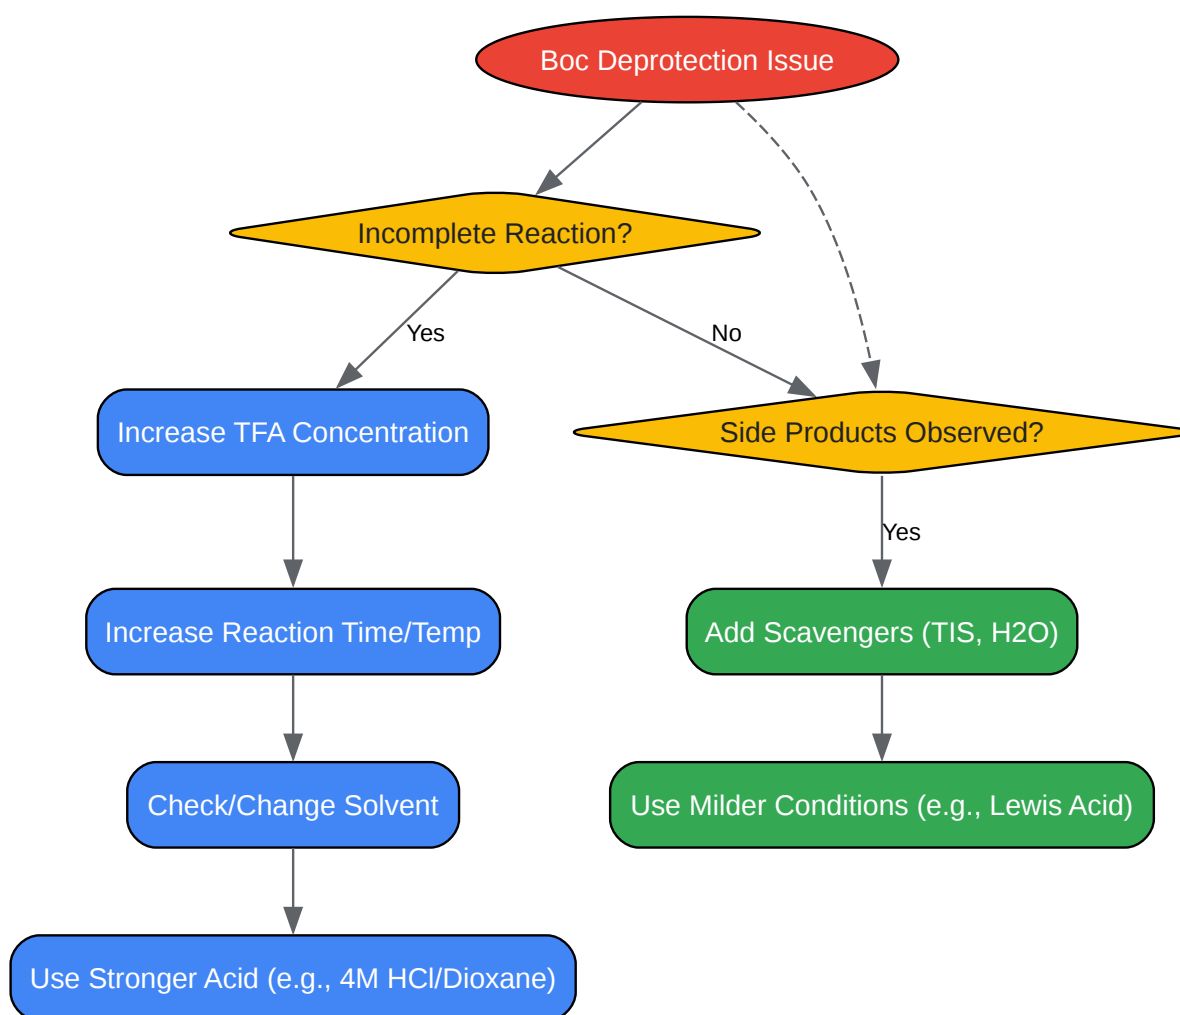 Boc Deprotection Issue
Incomplete Reaction?
Yes
No
Increase TFA Concentration
Side Products Observed?
Yes
Increase Reaction Time/Temp
Add Scavengers (TIS, H2O)
Check/Change Solvent
Use Milder Conditions (e.g., Lewis Acid)
Use Stronger Acid (e.g., 4M HCl/Dioxane)